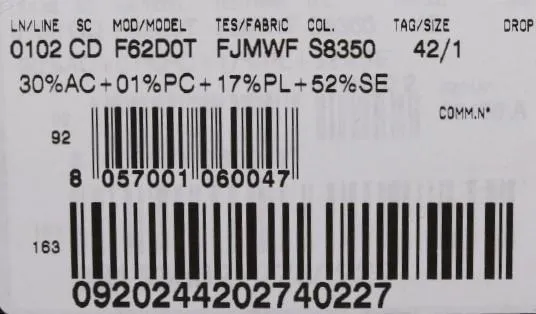 LN/LINE SC MOD/MODEL TES/FABRIC COL. TAG/SIZE DROP
0102 CD F62D0T FJMWF S8350 42/1
30%AC+01%PC+17%PL+52%SE
COMM.N°
92
8 057001 060047
163
0920244202740227